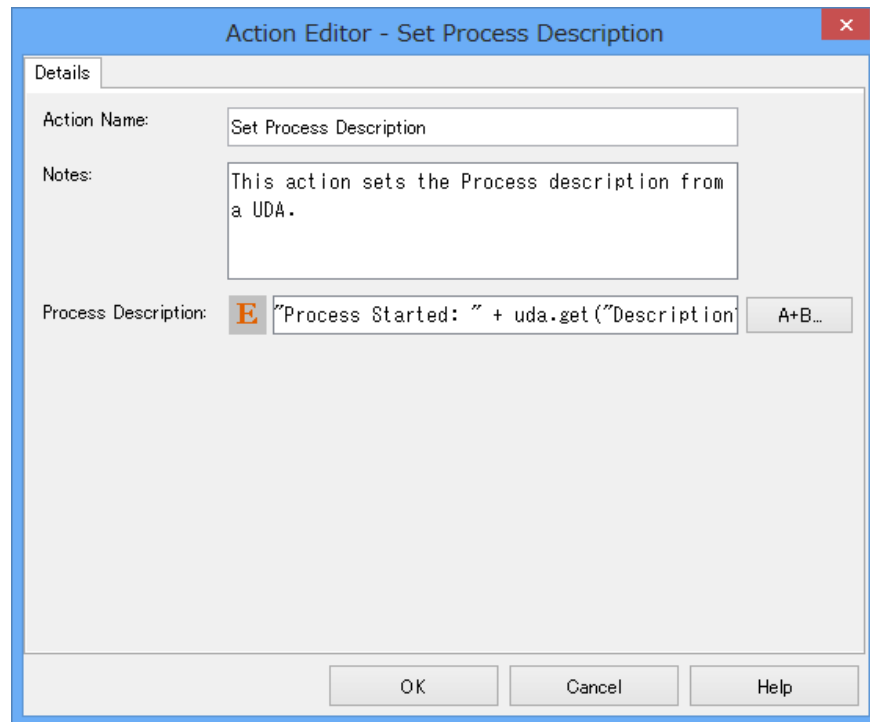 Action Editor - Set Process Description
×
Details
Action Name:
Set Process Description
Notes:
This action sets the Process description from
a UDA.
Process Description:
E
"Process Started: " + uda.get("Description"
A+B...
OK
Cancel
Help